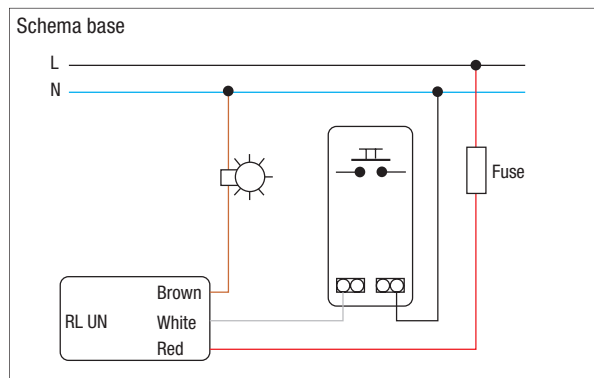 Schema base
L
N
Fuse
Brown
RL UN
White
Red